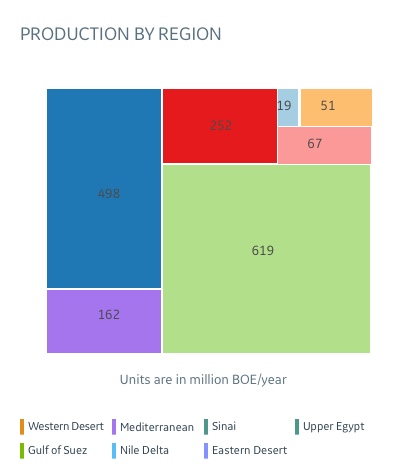 PRODUCTION BY REGION
19 51
252
67
498
619
162
Units are in million BOE/year
Western Desert Mediterranean Sinai Upper Egypt
Gulf of Suez Nile Delta Eastern Desert